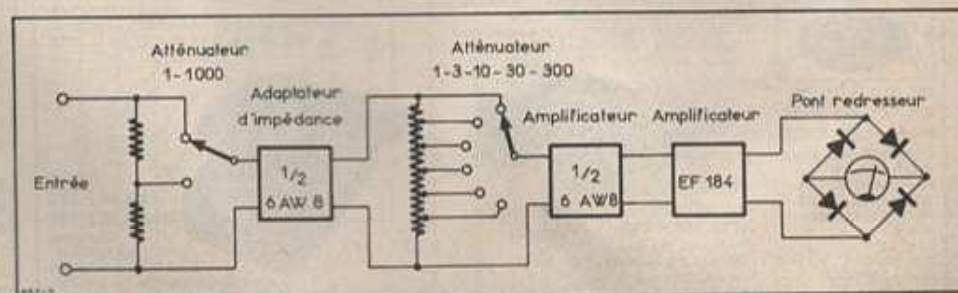 Atténuateur
1-1000
Adaptateur
d'impédance
Atténuateur
1-3-10-30-300
Amplificateur
Amplificateur
Pont redresseur
Entrée
1/2
6 AW 8
1/2
6 AW8
EF 184